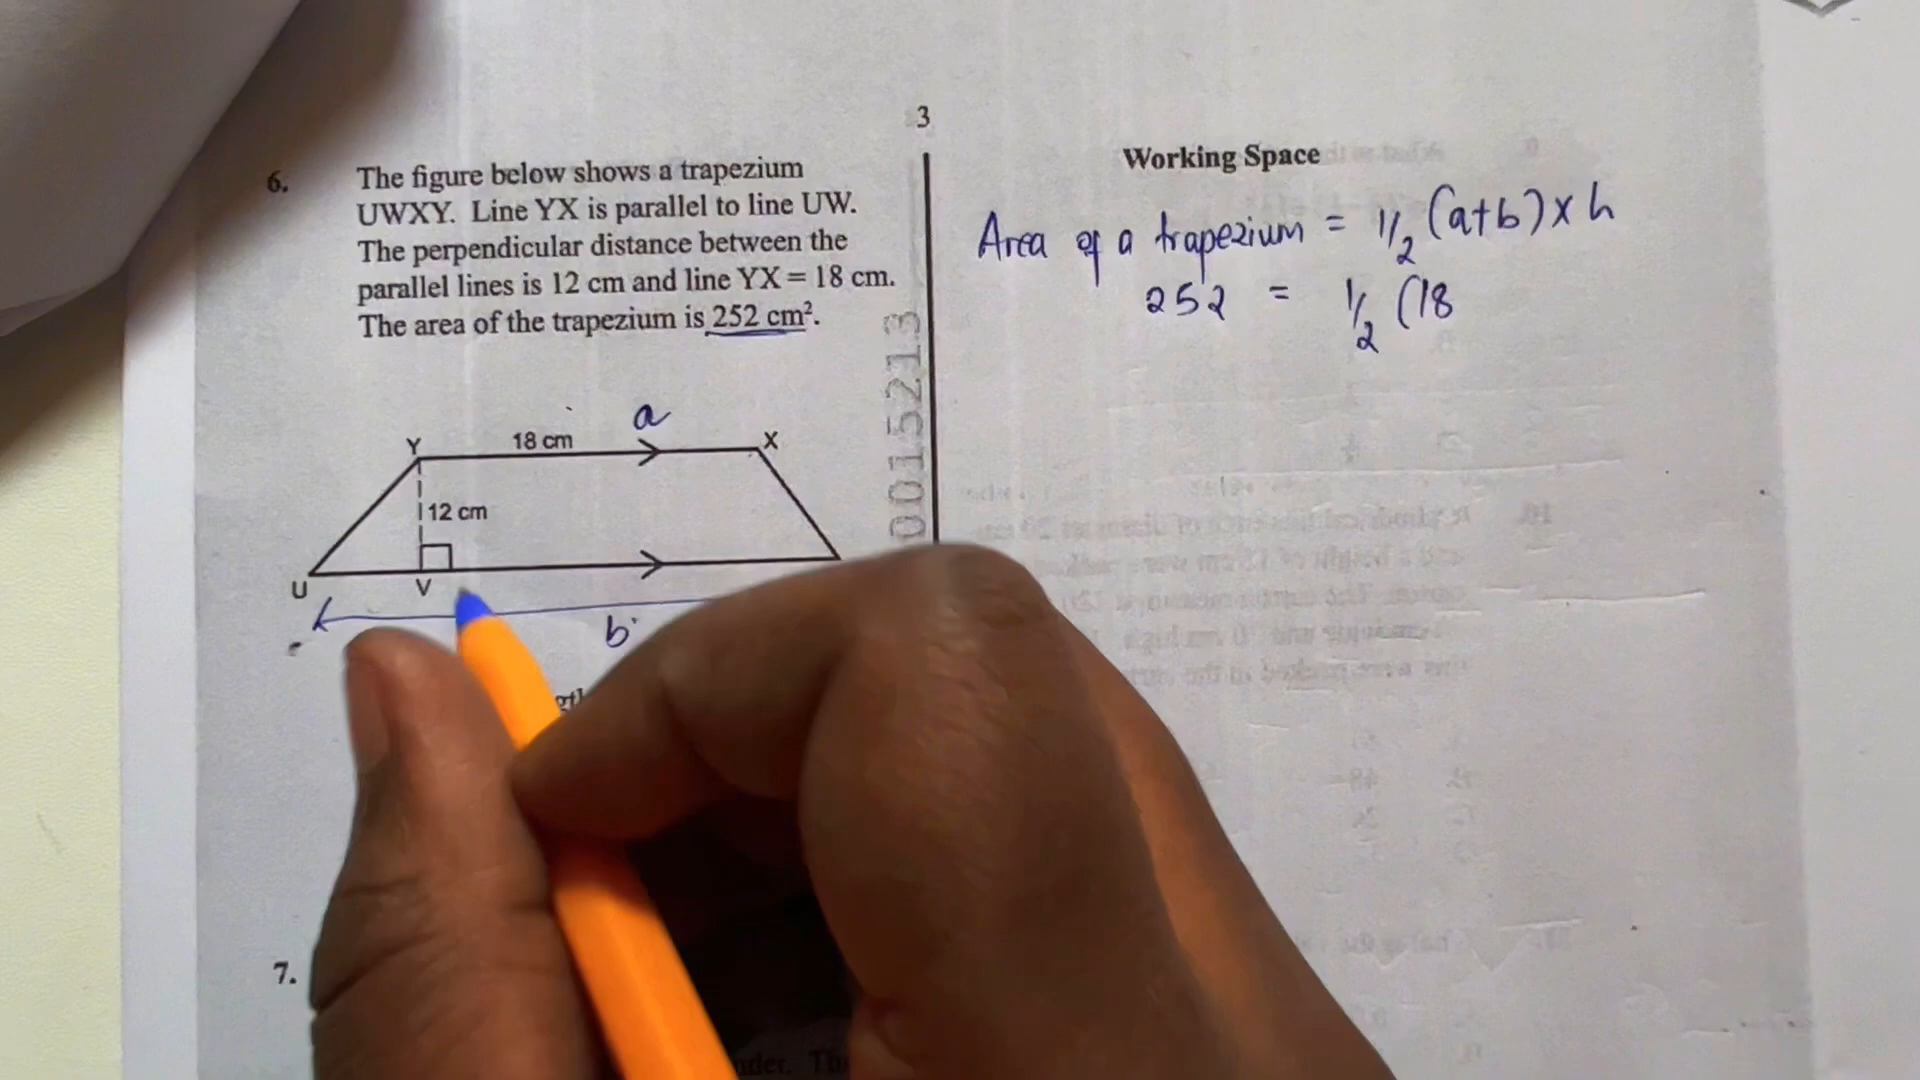 3
6. The figure below shows a trapezium
UWXY. Line YX is parallel to line UW.
The perpendicular distance between the
parallel lines is 12 cm and line YX = 18 cm.
The area of the trapezium is 252 cm².
Working Space
Area of a trapezium = 1/2 (a+b) x h
252 = 1/2 (18
00152213
a
Y 18 cm X
12 cm
U V
b
7.